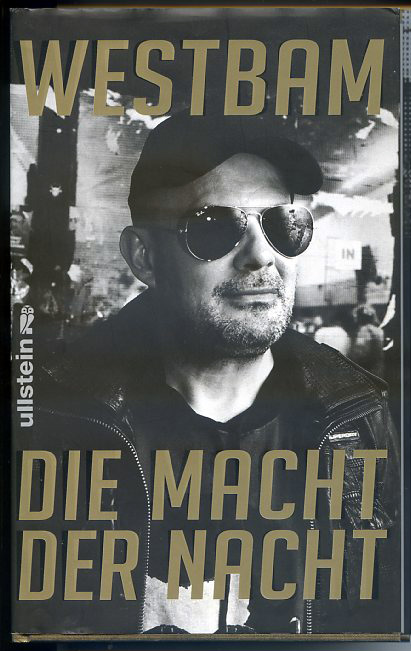 WESTBAM
IN
ullstein
DIE MACHT
DER NACHT